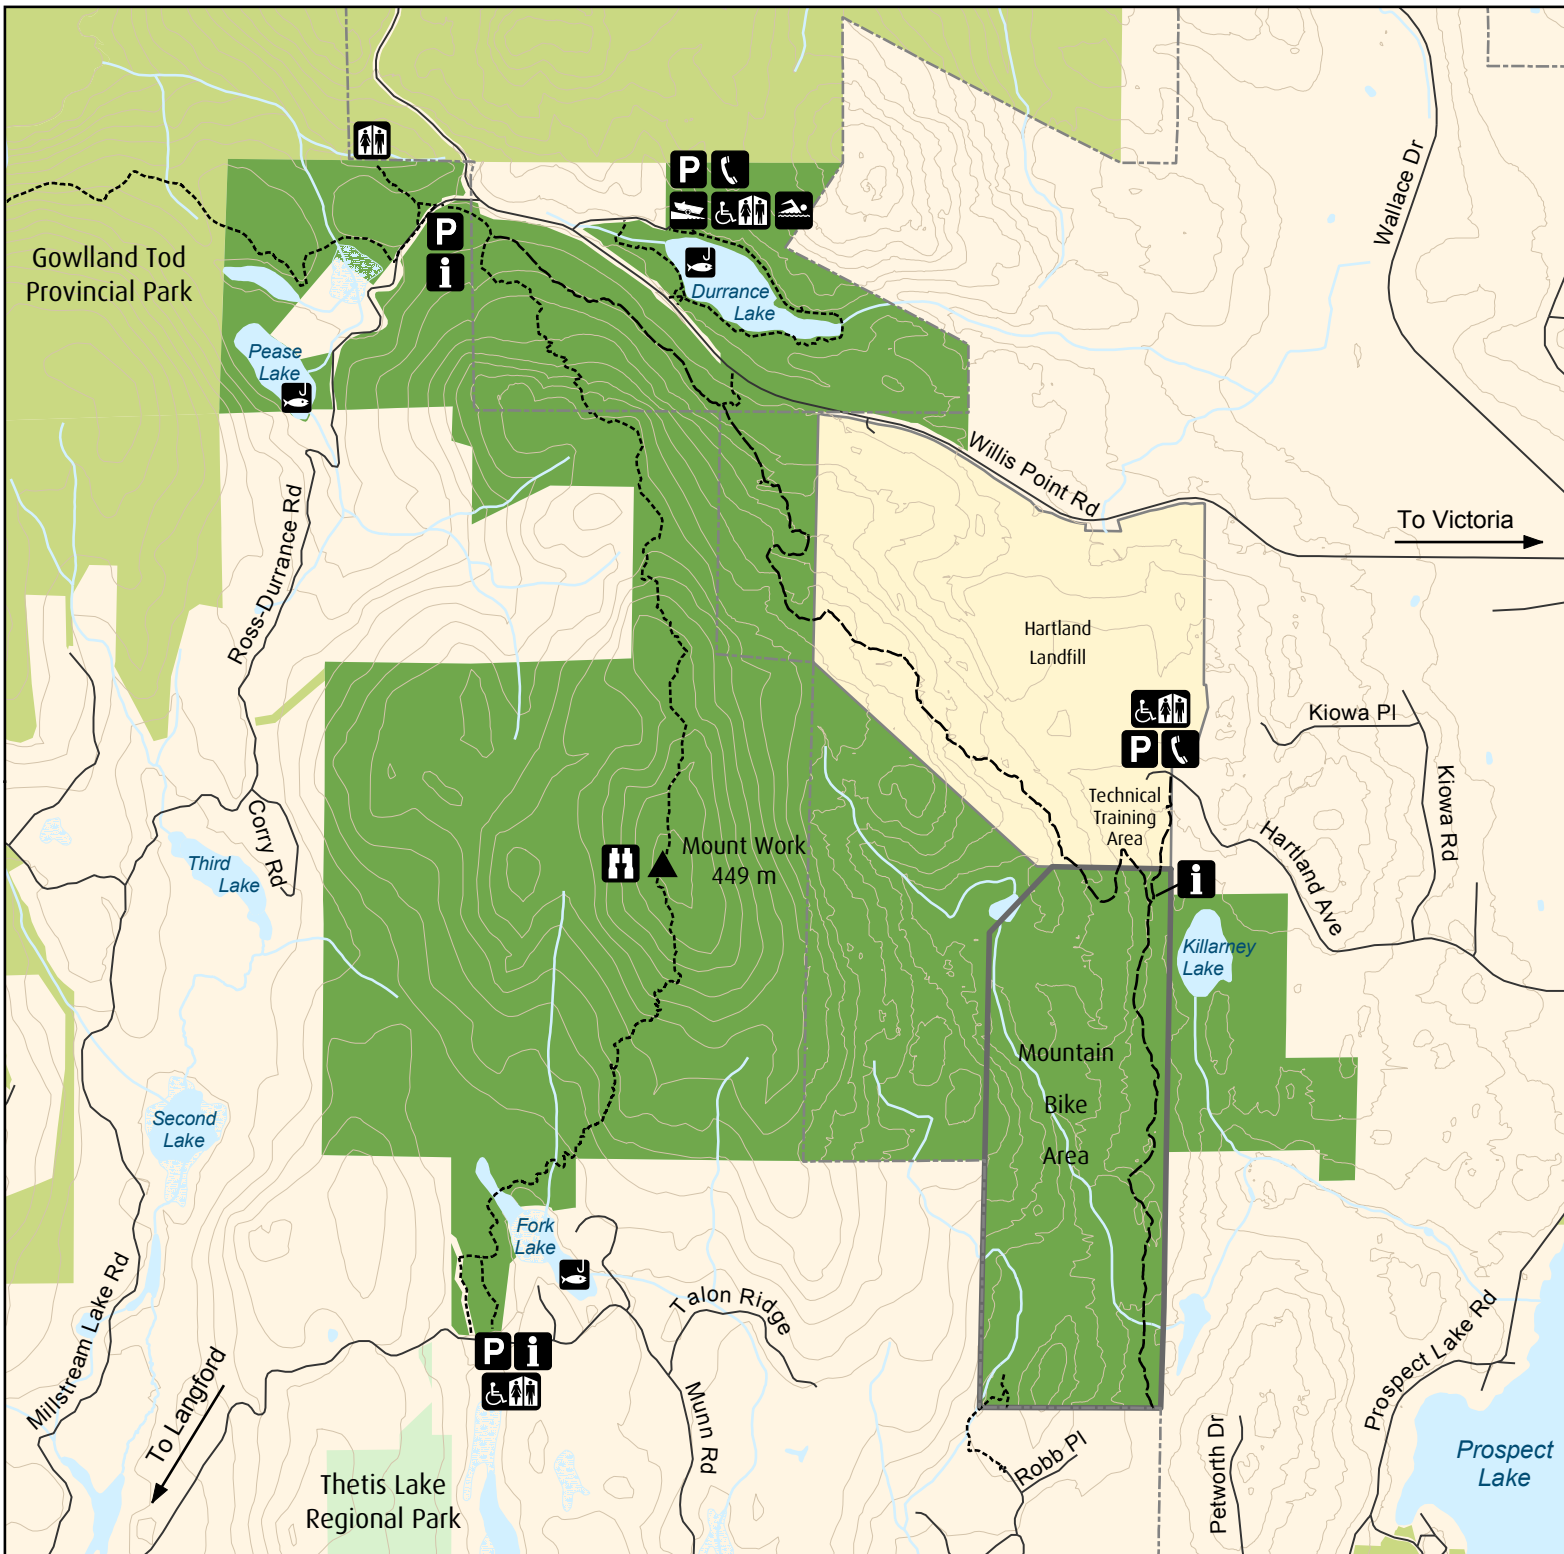 P
Wallace Dr
P
i
Gowlland Tod
Provincial Park
Durrance
Lake
Pease
Lake
Willis Point Rd
To Victoria
Ross-Durrance Rd
Hartland
Landfill
Kiowa Pl
P
Kiowa Rd
Technical
Training
Area
Corry Rd
Hartland Ave
Third
Lake
Mount Work
449 m
i
Killarney
Lake
Mountain
Bike
Area
Second
Lake
Fork
Lake
Millstream Lake Rd
Talon Ridge
Prospect Lake Rd
P
i
To Langford
Munn Rd
Robb Pl
Petworth Dr
Prospect
Lake
Thetis Lake
Regional Park